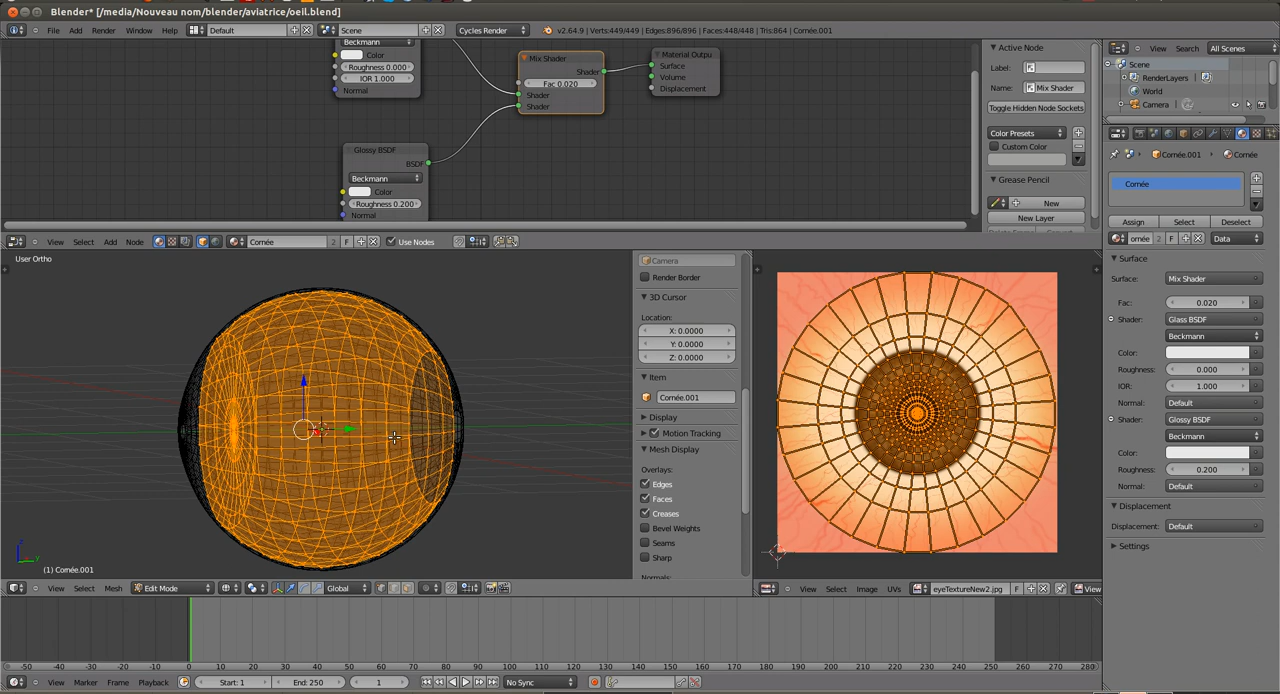 Blender* [/media/Nouveau nom/blender/aviatrice/oeil.blend]
File Add Render Window Help Default Scene Cycles Render v2.64.9 | Verts:449/449 | Edges:896/896 | Faces:448/448 | Tris:864 | Cornée.001
Beckmann
Color
Roughness 0.000
IOR 1.000
Normal
Mix Shader
Shader
Fac 0.020
Shader
Shader
Material Outpu
Surface
Volume
Displacement
Glossy BSDF
BSDF
Beckmann
Color
Roughness 0.200
Normal
Active Node
Label:
Name: Mix Shader
Toggle Hidden Node Sockets
Color Presets
Custom Color
Grease Pencil
New
New Layer
View Select Add Node Cornée 2 F Use Nodes
User Ortho
(1) Cornée.001
Camera
Render Border
3D Cursor
Location:
X: 0.0000
Y: 0.0000
Z: 0.0000
Item
Cornée.001
Display
Motion Tracking
Mesh Display
Overlays:
Edges
Faces
Creases
Bevel Weights
Seams
Sharp
Normals:
View Select Mesh Edit Mode Global
View Select Image UVs eyeTextureNew2.jpg F View
-50 -40 -30 -20 -10 0 10 20 30 40 50 60 70 80 90 100 110 120 130 140 150 160 170 180 190 200 210 220 230 240 250 260 270 280
View Marker Frame Playback Start: 1 End: 250 1 No Sync
View Search All Scenes
Scene
RenderLayers
World
Camera
Cornée.001 Cornée
Cornée
Assign Select Deselect
ornée 2 F Data
Surface
Surface: Mix Shader
Fac: 0.020
Shader: Glass BSDF
Beckmann
Color:
Roughness: 0.000
IOR: 1.000
Normal: Default
Shader: Glossy BSDF
Beckmann
Color:
Roughness: 0.200
Normal: Default
Displacement
Displacement: Default
Settings